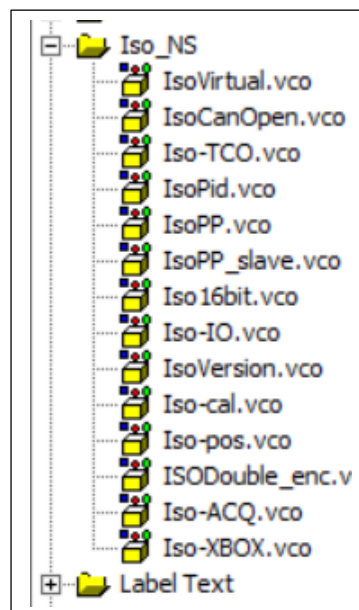 Iso_NS
IsoVirtual.vco
IsoCanOpen.vco
Iso-TCO.vco
IsoPid.vco
IsoPP.vco
IsoPP_slave.vco
Iso16bit.vco
Iso-IO.vco
IsoVersion.vco
Iso-cal.vco
Iso-pos.vco
ISODouble_enc.v
Iso-ACQ.vco
Iso-XBOX.vco
Label Text